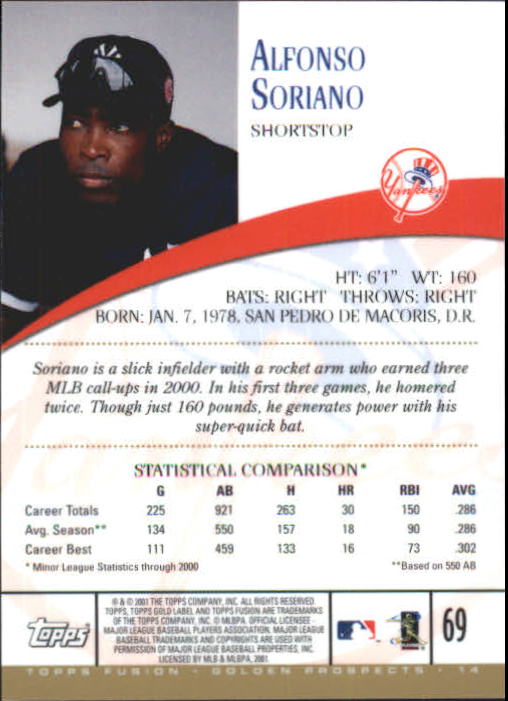 ALFONSO
SORIANO
SHORTSTOP
Yankees
HT: 6'1" WT: 160
BATS: RIGHT THROWS: RIGHT
BORN: JAN. 7, 1978, SAN PEDRO DE MACORIS, D.R.
Soriano is a slick infielder with a rocket arm who earned three
MLB call-ups in 2000. In his first three games, he homered
twice. Though just 160 pounds, he generates power with his
super-quick bat.
STATISTICAL COMPARISON*
G AB H HR RBI AVG
Career Totals 225 921 263 30 150 .286
Avg. Season** 134 550 157 18 90 .286
Career Best 111 459 133 16 73 .302
* Minor League Statistics through 2000 **Based on 550 AB
® & © 2001 THE TOPPS COMPANY, INC. ALL RIGHTS RESERVED.
TOPPS, TOPPS GOLD LABEL AND TOPPS FUSION ARE TRADEMARKS
OF THE TOPPS COMPANY, INC. © MLBPA. OFFICIAL LICENSEE -
MAJOR LEAGUE BASEBALL PLAYERS ASSOCIATION. MAJOR LEAGUE
BASEBALL TRADEMARKS AND COPYRIGHTS ARE USED WITH
PERMISSION OF MAJOR LEAGUE BASEBALL PROPERTIES, INC.
LICENSED BY MLB & MLBPA, 2001.
Topps
69
TOPPS FUSION - GOLDEN PROSPECTS - 14